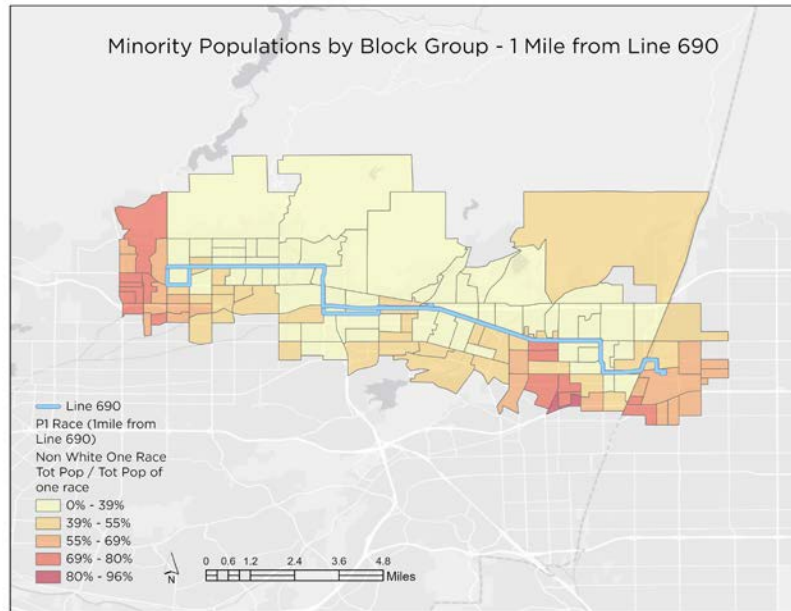 Minority Populations by Block Group - 1 Mile from Line 690
Line 690
P1 Race (1mile from
Line 690)
Non White One Race
Tot Pop / Tot Pop of
one race
0% - 39%
39% - 55%
55% - 69%
69% - 80%
80% - 96%
N
0 0.6 1.2 2.4 3.6 4.8
Miles